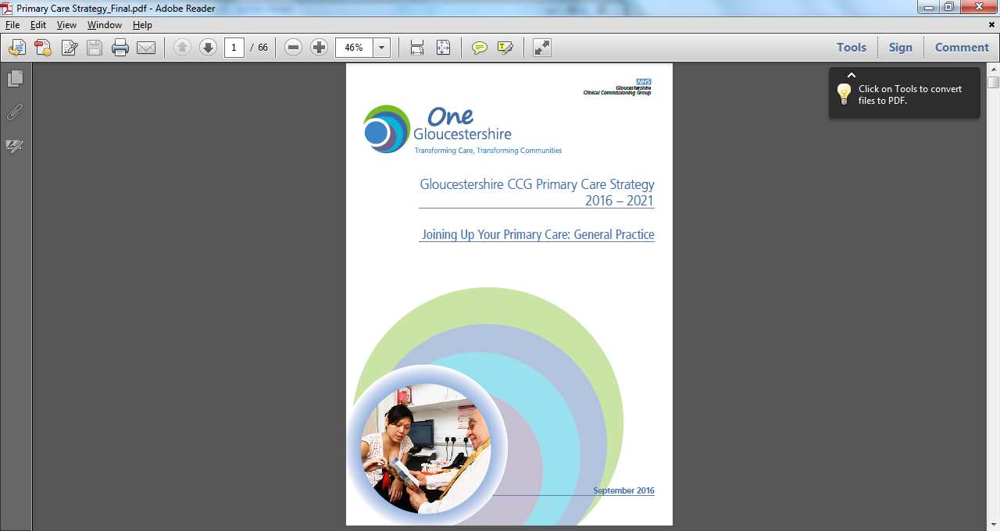 Primary Care Strategy_Final.pdf - Adobe Reader
File Edit View Window Help
1 / 66 46% Tools Sign Comment
Click on Tools to convert
files to PDF.
NHS
Gloucestershire
Clinical Commissioning Group
One
Gloucestershire
Transforming Care, Transforming Communities
Gloucestershire CCG Primary Care Strategy
2016 – 2021
Joining Up Your Primary Care: General Practice
September 2016